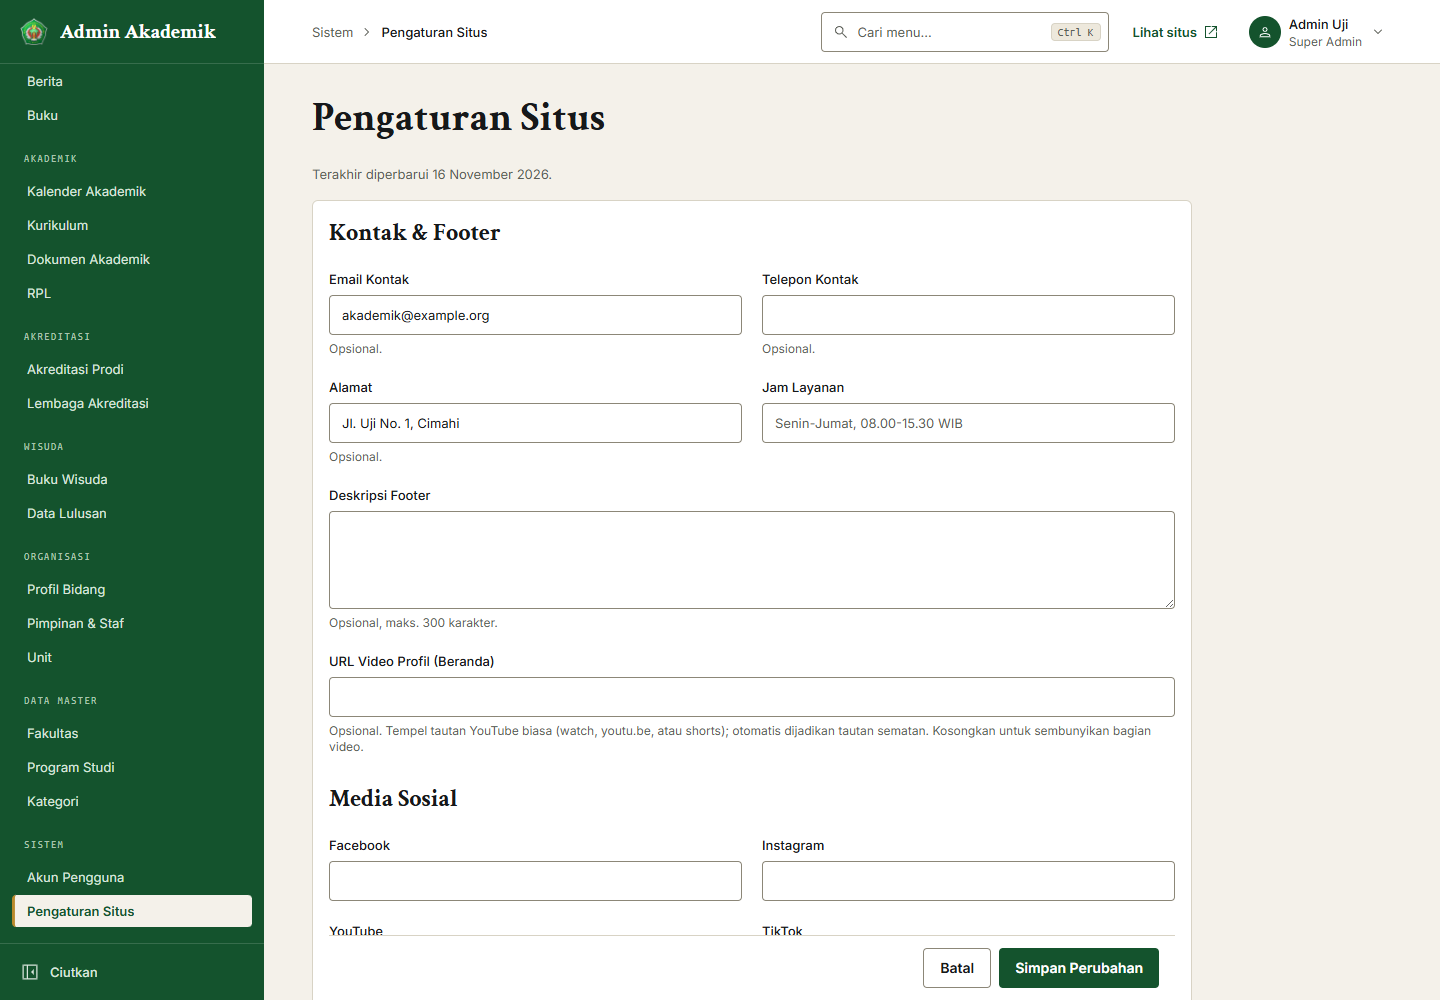 Admin Akademik
Berita
Buku
AKADEMIK
Kalender Akademik
Kurikulum
Dokumen Akademik
RPL
AKREDITASI
Akreditasi Prodi
Lembaga Akreditasi
WISUDA
Buku Wisuda
Data Lulusan
ORGANISASI
Profil Bidang
Pimpinan & Staf
Unit
DATA MASTER
Fakultas
Program Studi
Kategori
SISTEM
Akun Pengguna
Pengaturan Situs
Ciutkan
Sistem > Pengaturan Situs
Cari menu... Ctrl K
Lihat situs
Admin Uji
Super Admin
Pengaturan Situs
Terakhir diperbarui 16 November 2026.
Kontak & Footer
Email Kontak Telepon Kontak
akademik@example.org
Opsional. Opsional.
Alamat Jam Layanan
Jl. Uji No. 1, Cimahi Senin-Jumat, 08.00-15.30 WIB
Opsional.
Deskripsi Footer
Opsional, maks. 300 karakter.
URL Video Profil (Beranda)
Opsional. Tempel tautan YouTube biasa (watch, youtu.be, atau shorts); otomatis dijadikan tautan sematan. Kosongkan untuk sembunyikan bagian
video.
Media Sosial
Facebook Instagram
YouTube TikTok
Batal Simpan Perubahan